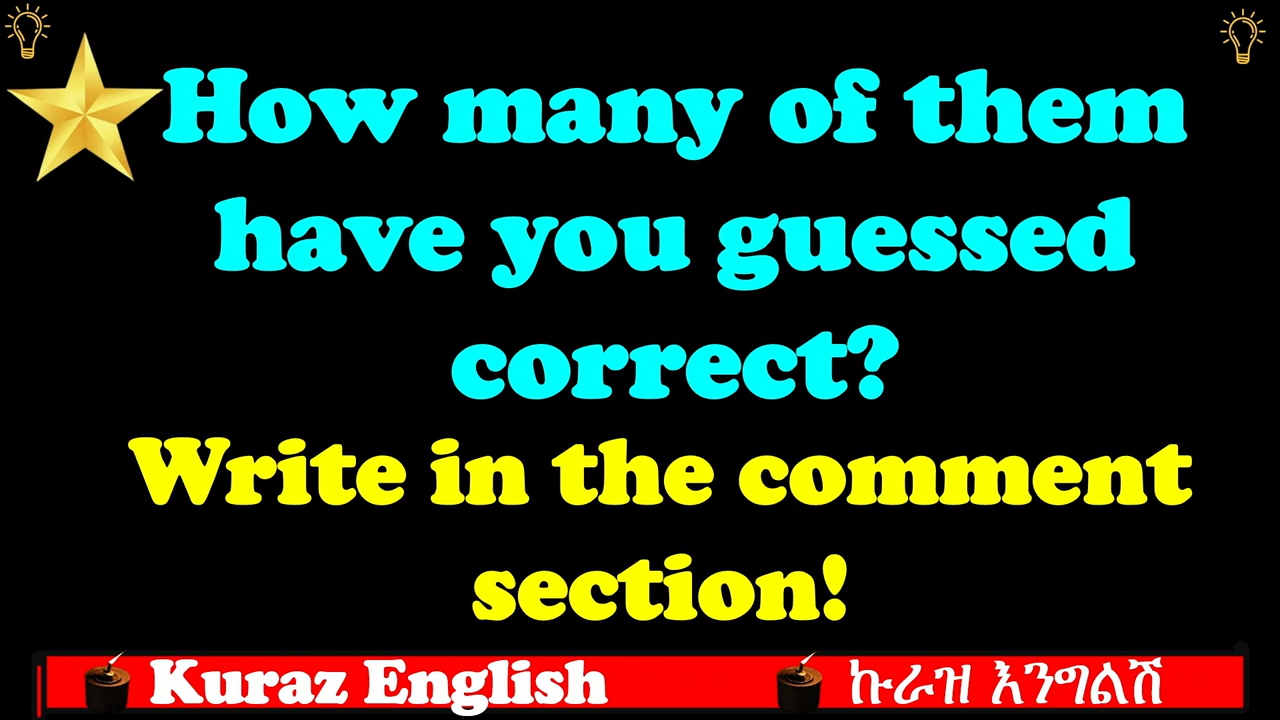 How many of them
have you guessed
correct?
Write in the comment
section!
Kuraz English
ኩራዝ እንግልሽ